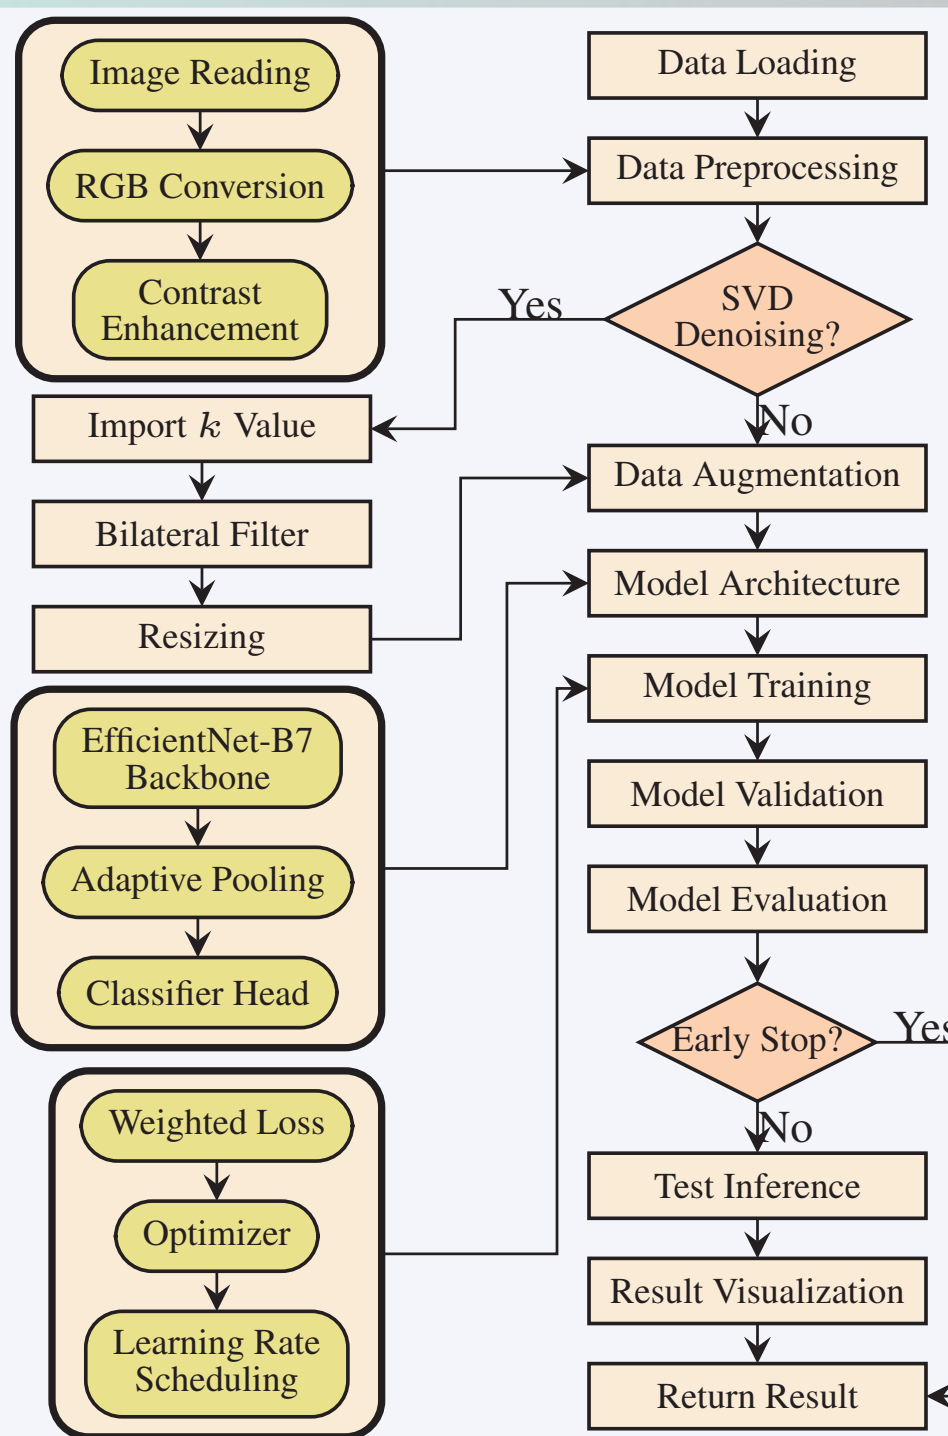 Image Reading
RGB Conversion
Contrast
Enhancement
Data Loading
Data Preprocessing
SVD
Denoising?
Yes
No
Import k Value
Bilateral Filter
Resizing
Data Augmentation
Model Architecture
Model Training
Model Validation
Model Evaluation
EfficientNet-B7
Backbone
Adaptive Pooling
Classifier Head
Early Stop?
Yes
No
Weighted Loss
Optimizer
Learning Rate
Scheduling
Test Inference
Result Visualization
Return Result